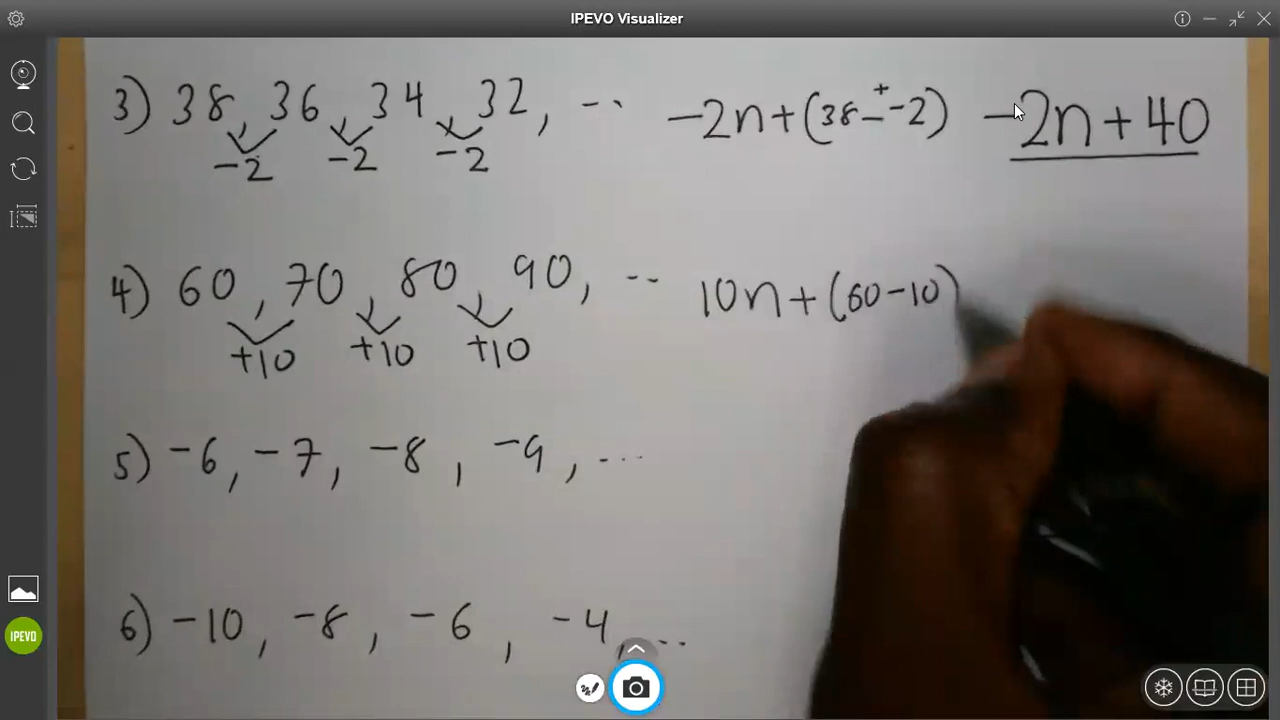 IPEVO Visualizer
3) 38, 36, 34, 32, ... -2n+(38--2) -2n+40
+
-2 -2 -2
4) 60, 70, 80, 90, ... 10n+(60-10)
+10 +10 +10
5) -6, -7, -8, -9, ...
6) -10, -8, -6, -4, ...
IPEVO